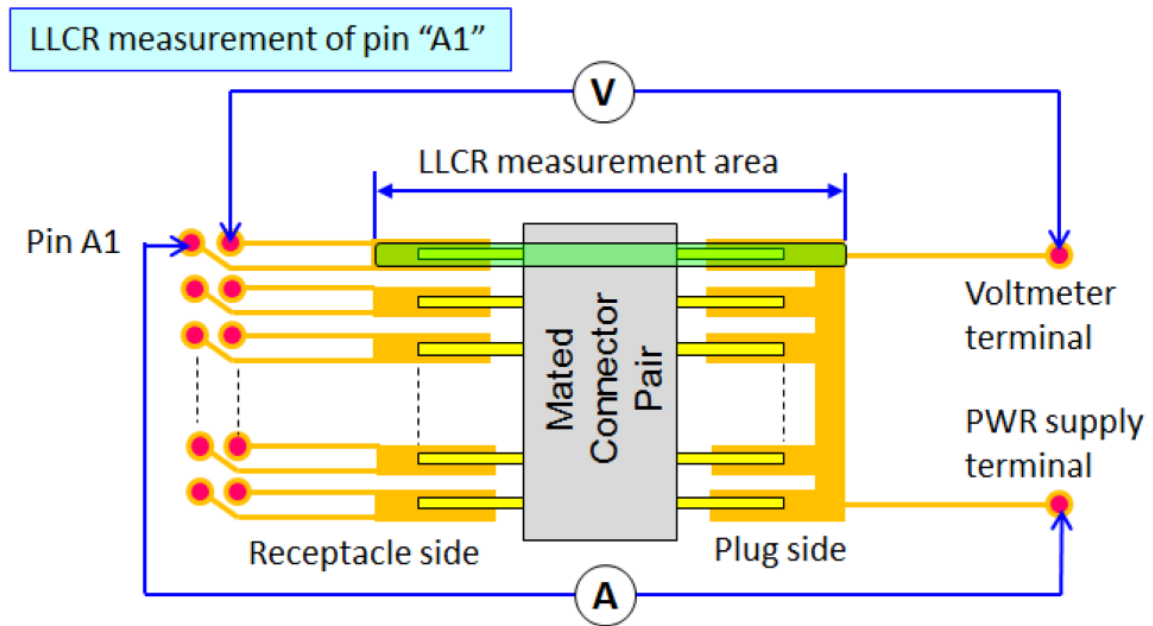 LLCR measurement of pin “A1”
V
LLCR measurement area
Pin A1
Mated
Connector
Pair
Voltmeter
terminal
PWR supply
terminal
Receptacle side
Plug side
A